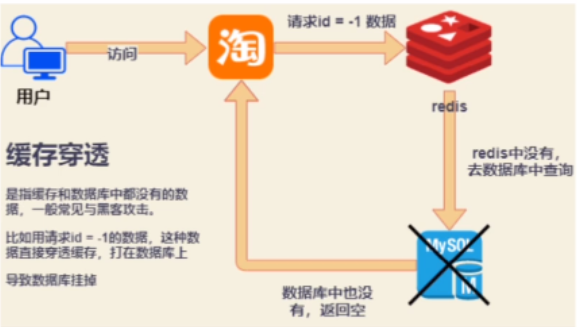 请求id = -1 数据
淘
访问
用户
redis
缓存穿透
redis中没有，
去数据库中查询
是指缓存和数据库中都没有的数
据，一般常见与黑客攻击。
MySQL
比如用请求id = -1的数据，这种数
据直接穿透缓存，打在数据库上
M
导致数据库挂掉
数据库中也没
有，返回空